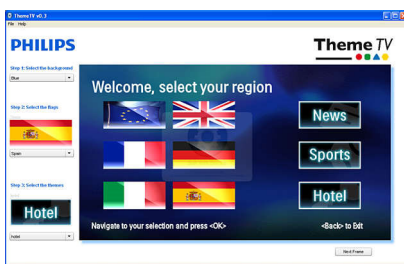 ThemeTV v0.3
File Help
PHILIPS
Theme TV
Step 1: Select the background
Blue
Welcome, select your region
Step 2: Select the flags
Spain
News
Sports
Step 3: Select the themes
Hotel
Hotel
hotel
Navigate to your selection and press <OK>
<Back> to Exit
Next Frame